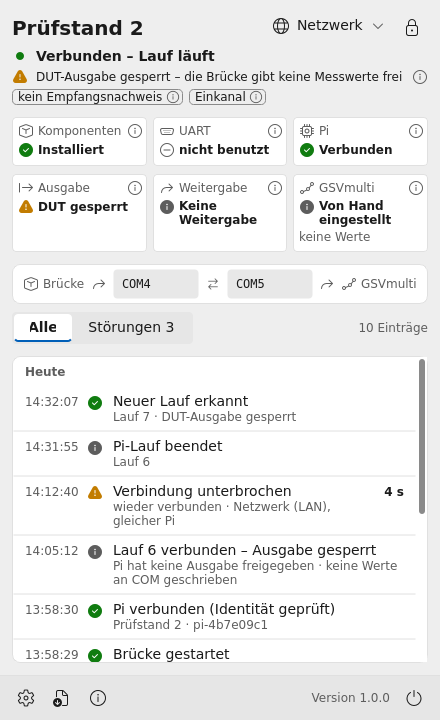 Prüfstand 2
Netzwerk
Verbunden – Lauf läuft
DUT-Ausgabe gesperrt – die Brücke gibt keine Messwerte frei
kein Empfangsnachweis
Einkanal
Komponenten
Installiert
UART
nicht benutzt
Pi
Verbunden
Ausgabe
DUT gesperrt
Weitergabe
Keine
Weitergabe
GSVmulti
Von Hand
eingestellt
keine Werte
Brücke
COM4
COM5
GSVmulti
Alle
Störungen 3
10 Einträge
Heute
14:32:07
Neuer Lauf erkannt
Lauf 7 · DUT-Ausgabe gesperrt
14:31:55
Pi-Lauf beendet
Lauf 6
14:12:40
Verbindung unterbrochen
4 s
wieder verbunden · Netzwerk (LAN),
gleicher Pi
14:05:12
Lauf 6 verbunden – Ausgabe gesperrt
Pi hat keine Ausgabe freigegeben · keine Werte
an COM geschrieben
13:58:30
Pi verbunden (Identität geprüft)
Prüfstand 2 · pi-4b7e09c1
13:58:29
Brücke gestartet
Version 1.0.0